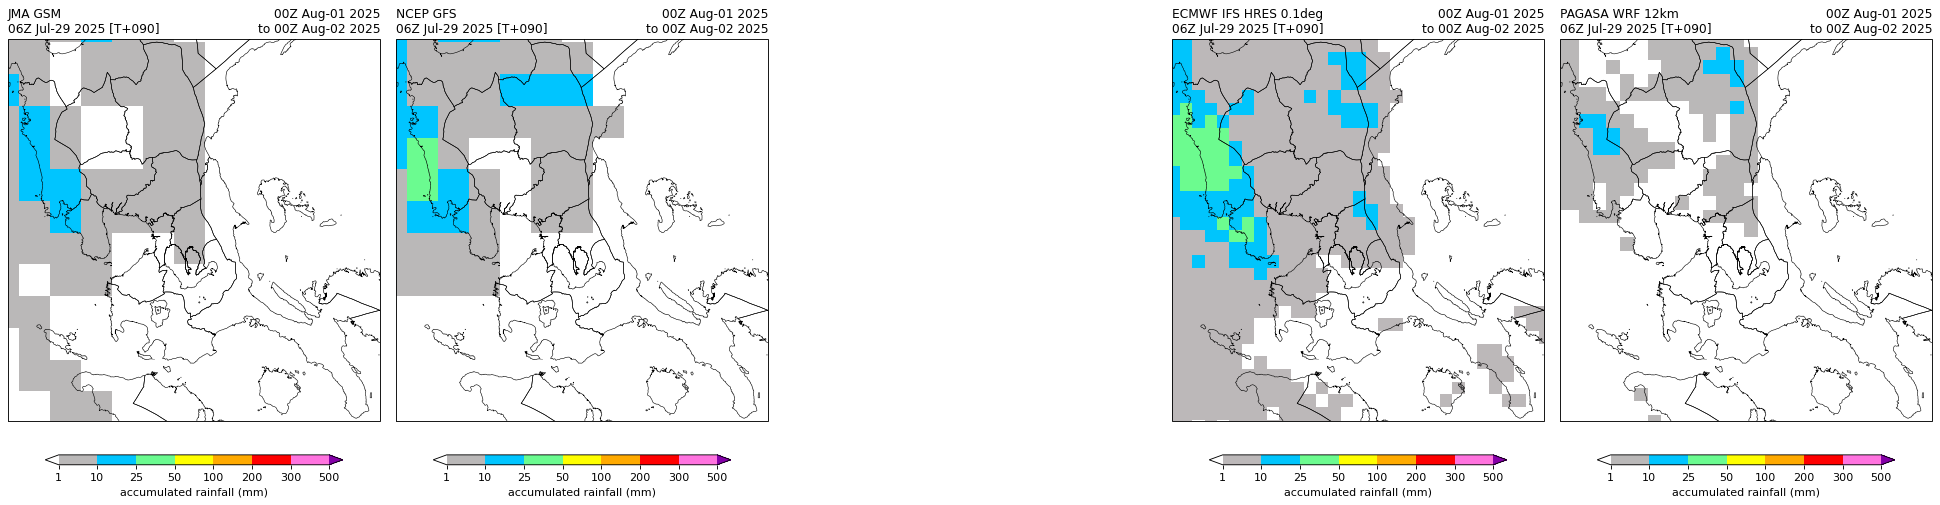 JMA GSM 00Z Aug-01 2025
06Z Jul-29 2025 [T+090] to 00Z Aug-02 2025
NCEP GFS 00Z Aug-01 2025
06Z Jul-29 2025 [T+090] to 00Z Aug-02 2025
ECMWF IFS HRES 0.1deg 00Z Aug-01 2025
06Z Jul-29 2025 [T+090] to 00Z Aug-02 2025
PAGASA WRF 12km 00Z Aug-01 2025
06Z Jul-29 2025 [T+090] to 00Z Aug-02 2025
1 10 25 50 100 200 300 500
accumulated rainfall (mm)
1 10 25 50 100 200 300 500
accumulated rainfall (mm)
1 10 25 50 100 200 300 500
accumulated rainfall (mm)
1 10 25 50 100 200 300 500
accumulated rainfall (mm)